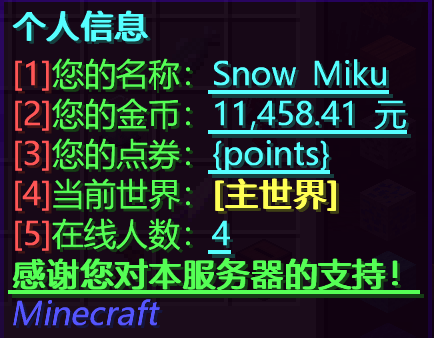 个人信息
[1]您的名称：Snow Miku
[2]您的金币：11,458.41 元
[3]您的点券：{points}
[4]当前世界：[主世界]
[5]在线人数：4
感谢您对本服务器的支持！
Minecraft